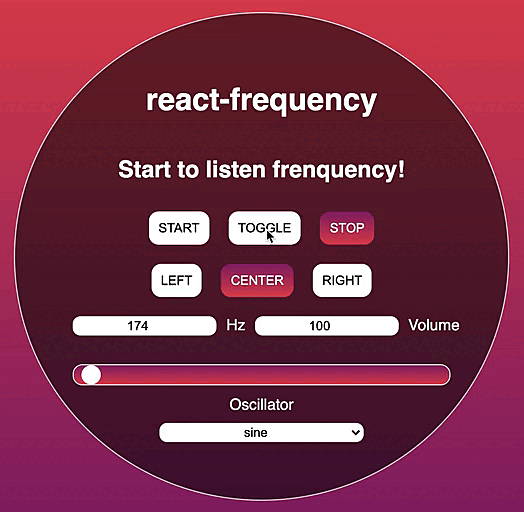 react-frequency
Start to listen frenquency!
START TOGGLE STOP
LEFT CENTER RIGHT
174 Hz 100 Volume
Oscillator
sine